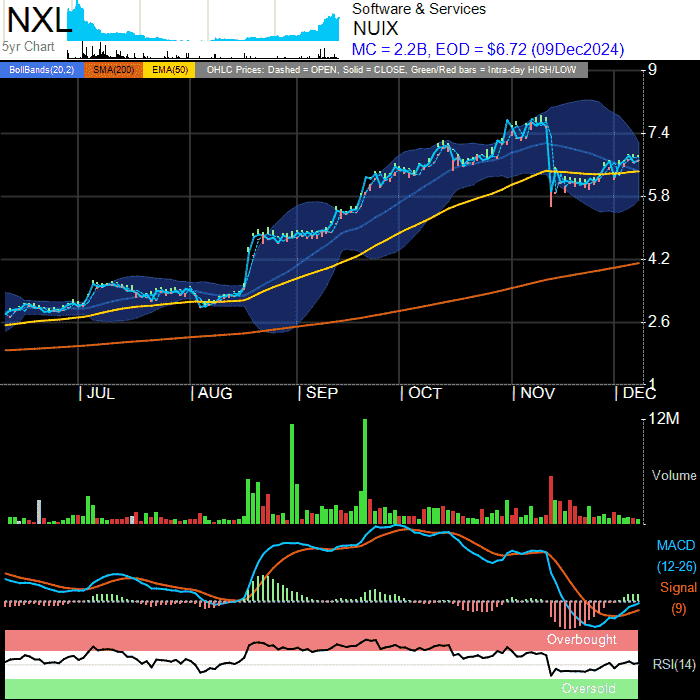 NXL
5yr Chart
Software & Services
NUIX
MC = 2.2B, EOD = $6.72 (09Dec2024)
BollBands(20,2) SMA(200) EMA(50) OHLC Prices: Dashed = OPEN, Solid = CLOSE, Green/Red bars = Intra-day HIGH/LOW
9
7.4
5.8
4.2
2.6
1
| JUL | AUG | SEP | OCT | NOV | DEC
12M
Volume
MACD
(12-26)
Signal
(9)
Overbought
RSI(14)
Oversold